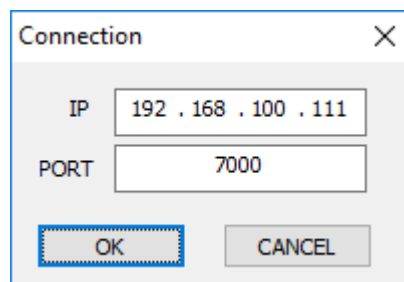 Connection
IP 192 . 168 . 100 . 111
PORT 7000
OK CANCEL